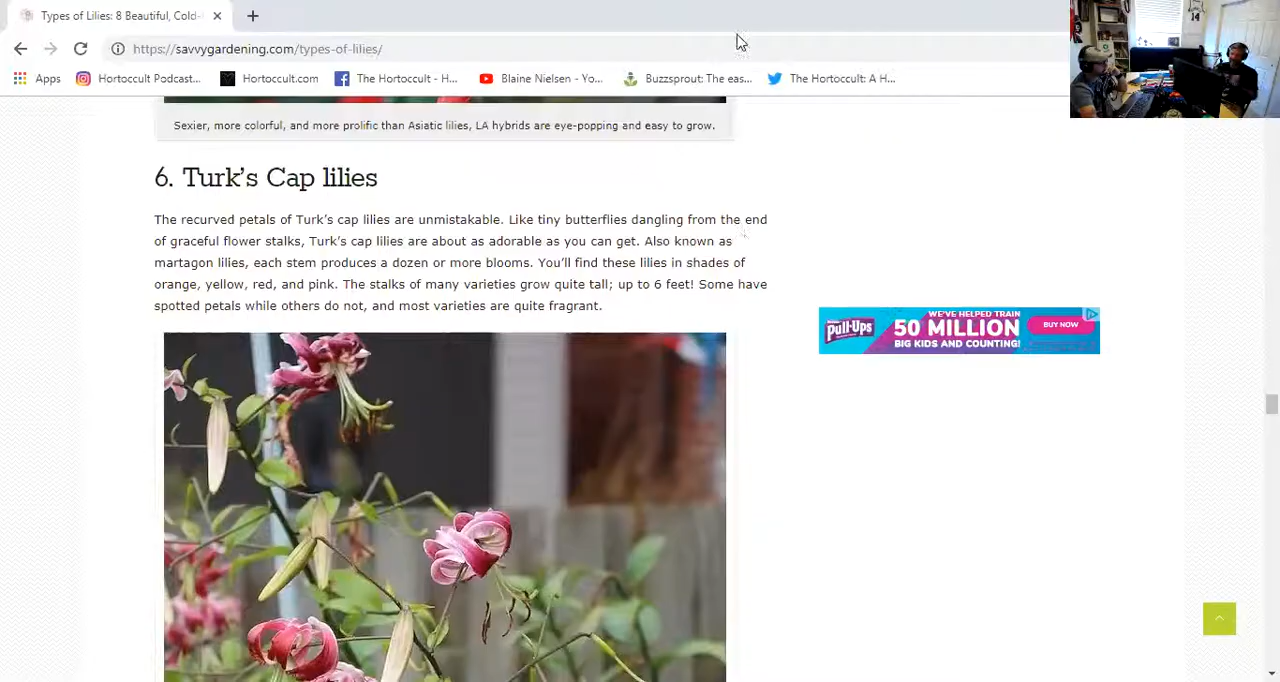 Types of Lilies: 8 Beautiful, Cold-
https://savvygardening.com/types-of-lilies/
Apps
Hortoccult Podcast...
Hortoccult.com
The Hortoccult - H...
Blaine Nielsen - Yo...
Buzzsprout: The eas...
The Hortoccult: A H...
14
Sexier, more colorful, and more prolific than Asiatic lilies, LA hybrids are eye-popping and easy to grow.
6. Turk's Cap lilies
The recurved petals of Turk's cap lilies are unmistakable. Like tiny butterflies dangling from the end
of graceful flower stalks, Turk's cap lilies are about as adorable as you can get. Also known as
martagon lilies, each stem produces a dozen or more blooms. You'll find these lilies in shades of
orange, yellow, red, and pink. The stalks of many varieties grow quite tall; up to 6 feet! Some have
spotted petals while others do not, and most varieties are quite fragrant.
PULL-UPS
WE'VE HELPED TRAIN
50 MILLION
BIG KIDS AND COUNTING!
BUY NOW